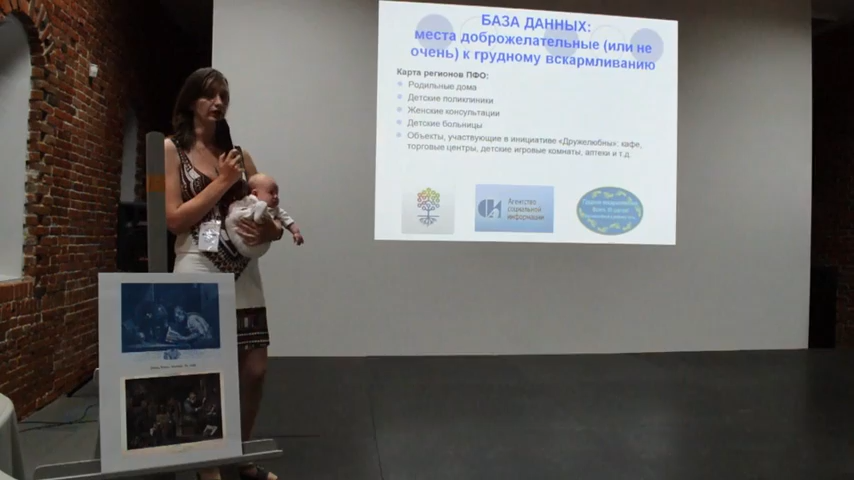 БАЗА ДАННЫХ:
места доброжелательные (или не
очень) к грудному вскармливанию
Карта регионов ПФО:
Родильные дома
Детские поликлиники
Женские консультации
Детские больницы
Объекты, участвующие в инициативе «Дружелюбны»: кафе,
торговые центры, детские игровые комнаты, аптеки и т.д.
Агентство
социальной
информации